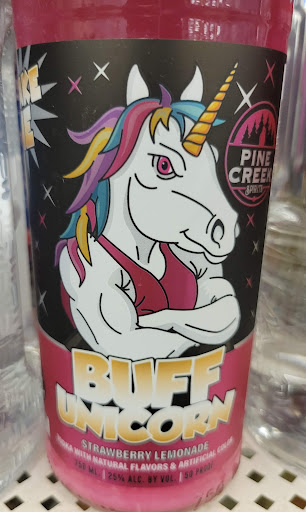 PINE
CREEK
SPIRITS
BUFF
UNICORN
STRAWBERRY LEMONADE
VODKA WITH NATURAL FLAVORS & ARTIFICIAL COLOR
750 ML | 25% ALC. BY VOL. | 50 PROOF